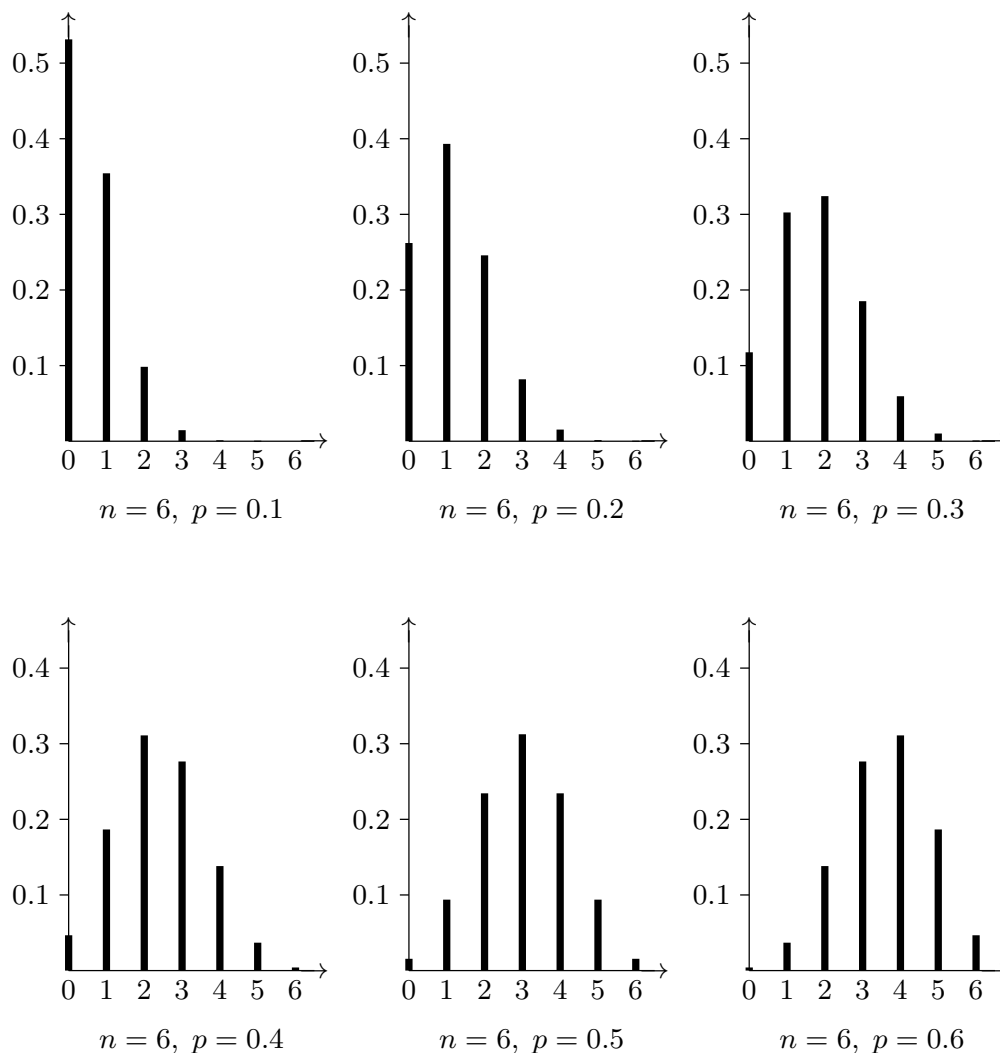 0.5 0.5 0.5
0.4 0.4 0.4
0.3 0.3 0.3
0.2 0.2 0.2
0.1 0.1 0.1
0 1 2 3 4 5 6 0 1 2 3 4 5 6 0 1 2 3 4 5 6
n = 6, p = 0.1 n = 6, p = 0.2 n = 6, p = 0.3
0.4 0.4 0.4
0.3 0.3 0.3
0.2 0.2 0.2
0.1 0.1 0.1
0 1 2 3 4 5 6 0 1 2 3 4 5 6 0 1 2 3 4 5 6
n = 6, p = 0.4 n = 6, p = 0.5 n = 6, p = 0.6